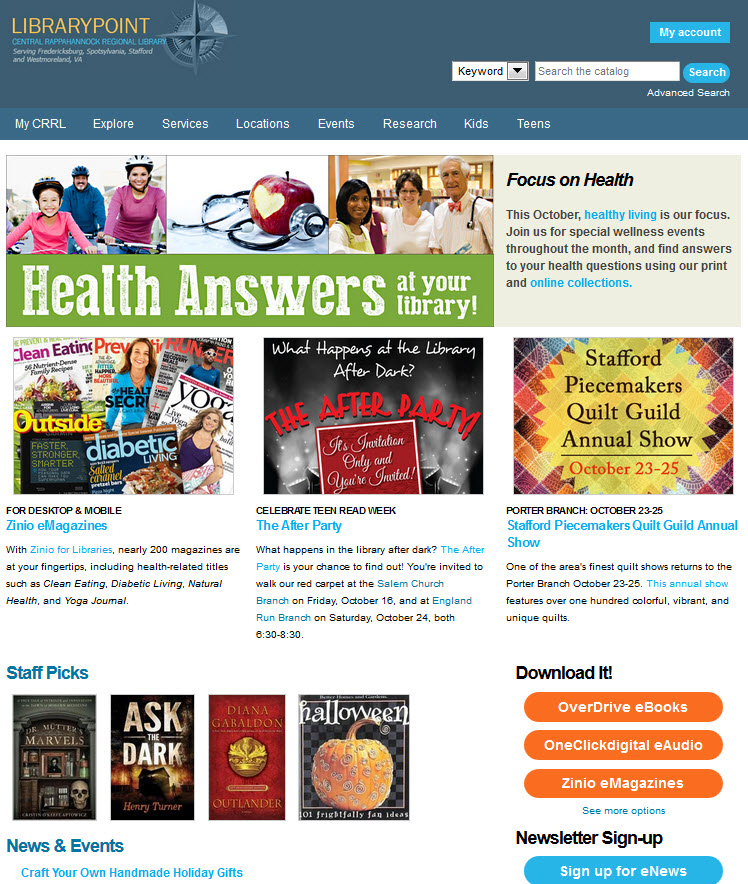 LIBRARYPOINT
CENTRAL RAPPAHANNOCK REGIONAL LIBRARY
Serving Fredericksburg, Spotsylvania, Stafford
and Westmoreland, VA
My account
Keyword
Search the catalog
Search
Advanced Search
My CRRL
Explore
Services
Locations
Events
Research
Kids
Teens
Health Answers
at your
library!
Focus on Health
This October, healthy living is our focus.
Join us for special wellness events
throughout the month, and find answers
to your health questions using our print
and online collections.
Clean Eating
56 Nutrient-Dense
Family Recipes
Outside
FASTER,
STRONGER,
SMARTER
diabetic
LIVING
Salted
caramel
pretzel bars
What Happens at the Library
After Dark?
THE AFTER PARTY!
It's Invitation
Only and
You're Invited!
Stafford
Piecemakers
Quilt Guild
Annual Show
October 23-25
FOR DESKTOP & MOBILE
Zinio eMagazines
With Zinio for Libraries, nearly 200 magazines are
at your fingertips, including health-related titles
such as Clean Eating, Diabetic Living, Natural
Health, and Yoga Journal.
CELEBRATE TEEN READ WEEK
The After Party
What happens in the library after dark? The After
Party is your chance to find out! You're invited to
walk our red carpet at the Salem Church
Branch on Friday, October 16, and at England
Run Branch on Saturday, October 24, both
6:30-8:30.
PORTER BRANCH: OCTOBER 23-25
Stafford Piecemakers Quilt Guild Annual
Show
One of the area's finest quilt shows returns to the
Porter Branch October 23-25. This annual show
features over one hundred colorful, vibrant, and
unique quilts.
Staff Picks
DR. MÜTTER'S
MARVELS
CRISTIN O'KEEFE APTOWICZ
ASK
THE
DARK
Henry Turner
DIANA
GABALDON
OUTLANDER
Better Homes and Gardens
halloween
101 frightfully fun ideas
Download It!
OverDrive eBooks
OneClickdigital eAudio
Zinio eMagazines
See more options
Newsletter Sign-up
Sign up for eNews
News & Events
Craft Your Own Handmade Holiday Gifts